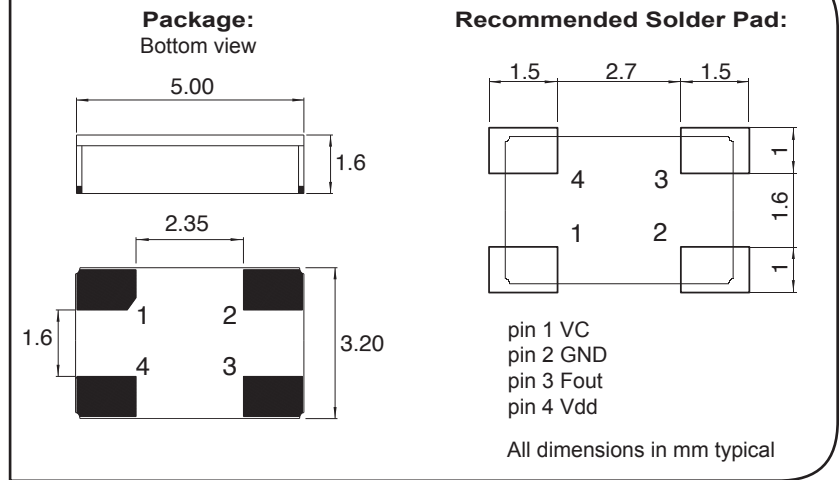 Package:
Bottom view
5.00
1.6
2.35
1 2
1.6
3.20
4 3
Recommended Solder Pad:
1.5 2.7 1.5
1
4 3
1.6
1 2
1
pin 1 VC
pin 2 GND
pin 3 Fout
pin 4 Vdd
All dimensions in mm typical